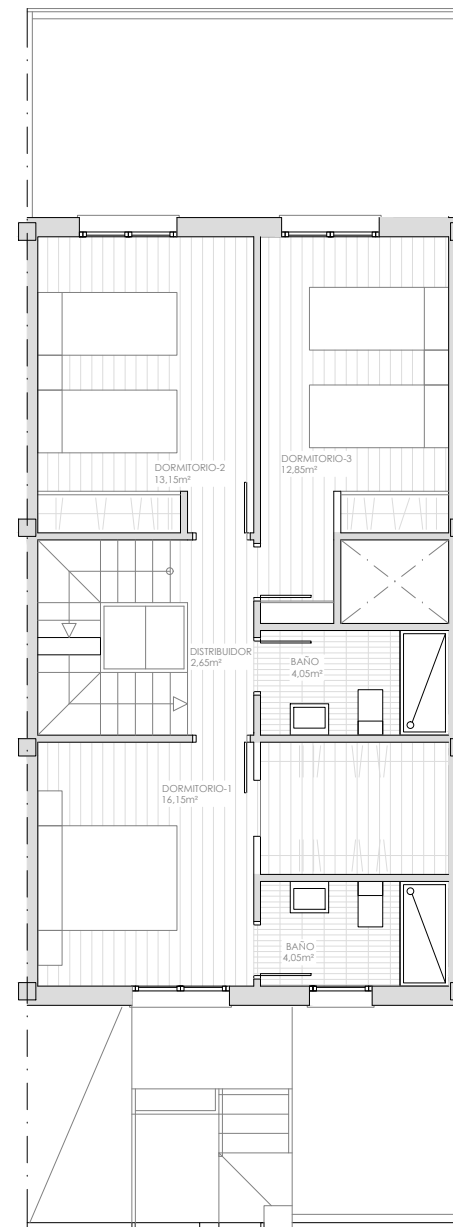 DORMITORIO-2
13,15m²
DORMITORIO-3
12,85m²
DISTRIBUIDOR
2,65m²
BAÑO
4,05m²
DORMITORIO-1
16,15m²
BAÑO
4,05m²